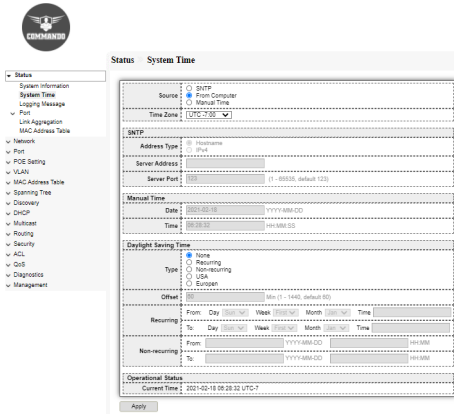 COMMANDO
Status System Time
Status
System Information
System Time
Logging Message
Port
Link Aggregation
MAC Address Table
Network
Port
POE Setting
VLAN
MAC Address Table
Spanning Tree
Discovery
DHCP
Multicast
Routing
Security
ACL
QoS
Diagnostics
Management
Source
SNTP
From Computer
Manual Time
Time Zone UTC -7:00
SNTP
Address Type
Hostname
IPv4
Server Address
Server Port 123 (1 - 65535, default 123)
Manual Time
Date 2021-02-18 YYYY-MM-DD
Time 06:28:32 HH:MM:SS
Daylight Saving Time
Type
None
Recurring
Non-recurring
USA
Europen
Offset 60 Min (1 - 1440, default 60)
Recurring
From: Day Sun Week First Month Jan Time
To: Day Sun Week First Month Jan Time
Non-recurring
From: YYYY-MM-DD HH:MM
To: YYYY-MM-DD HH:MM
Operational Status
Current Time 2021-02-18 06:28:32 UTC-7
Apply